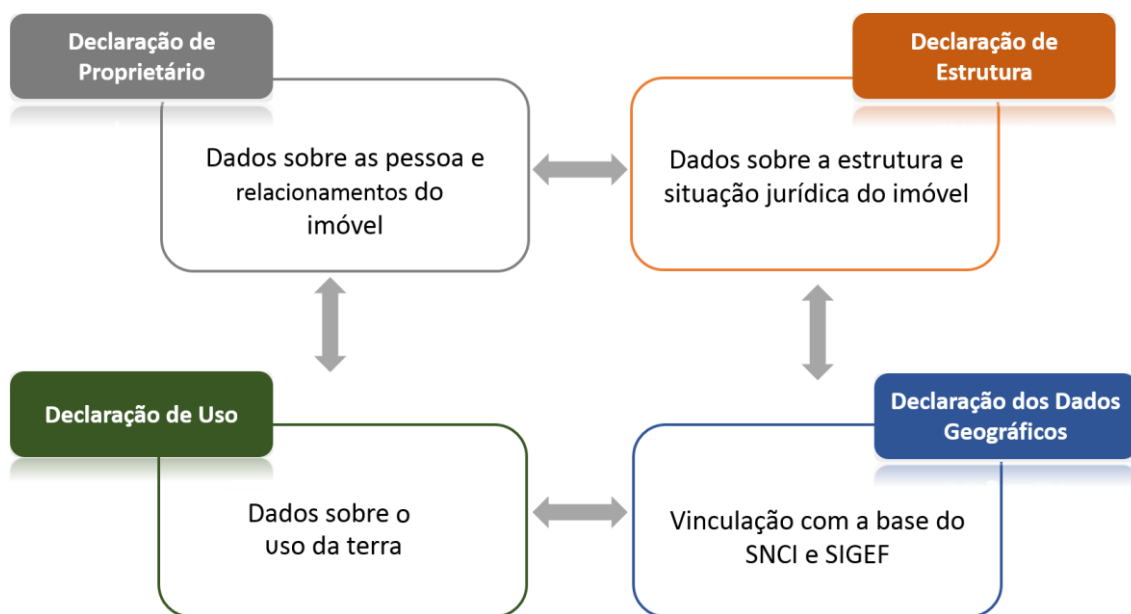 Declaração de
Proprietário
Dados sobre as pessoa e
relacionamentos do
imóvel
Declaração de
Estrutura
Dados sobre a estrutura e
situação jurídica do imóvel
Declaração de Uso
Dados sobre o
uso da terra
Declaração dos Dados
Geográficos
Vinculação com a base do
SNCI e SIGEF